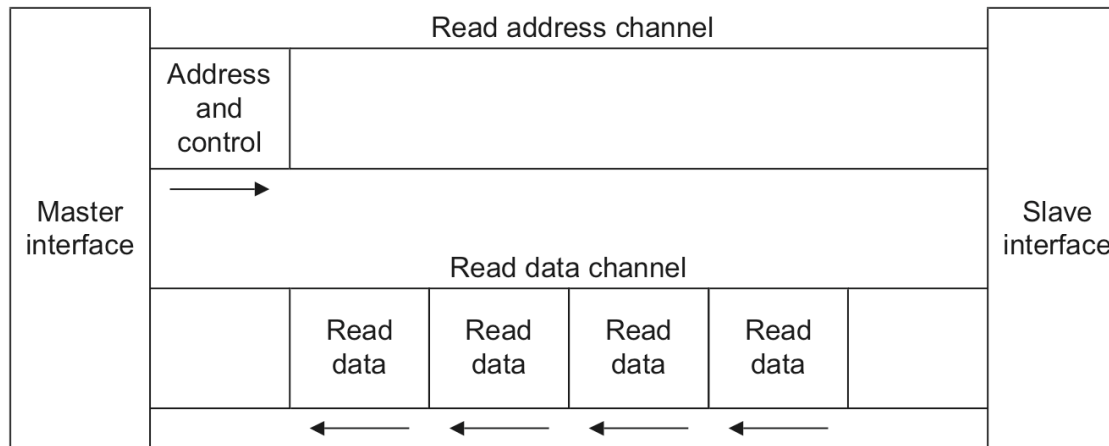 Read address channel
Address
and
control
Master
interface
Slave
interface
Read data channel
Read
data
Read
data
Read
data
Read
data